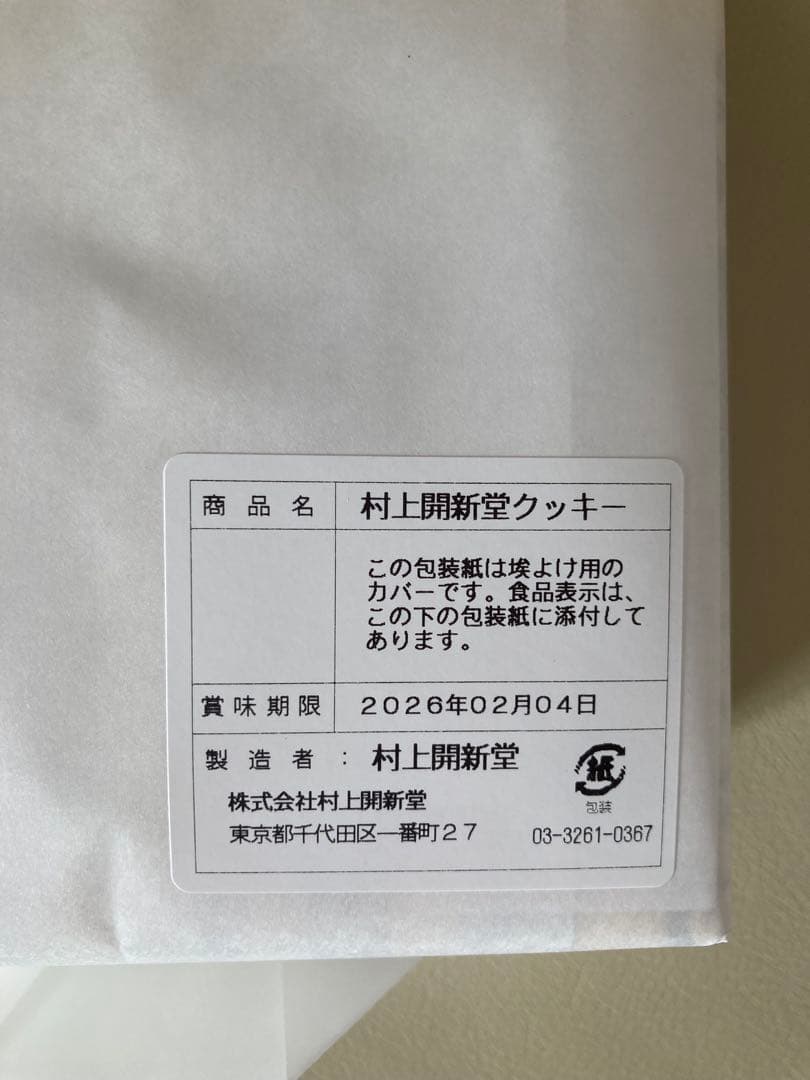 商品名 村上開新堂クッキー
この包装紙は埃よけ用の
カバーです。食品表示は、
この下の包装紙に添付して
あります。
賞味期限 2026年02月04日
製造者：村上開新堂
紙
包装
株式会社村上開新堂
東京都千代田区一番町27 03-3261-0367